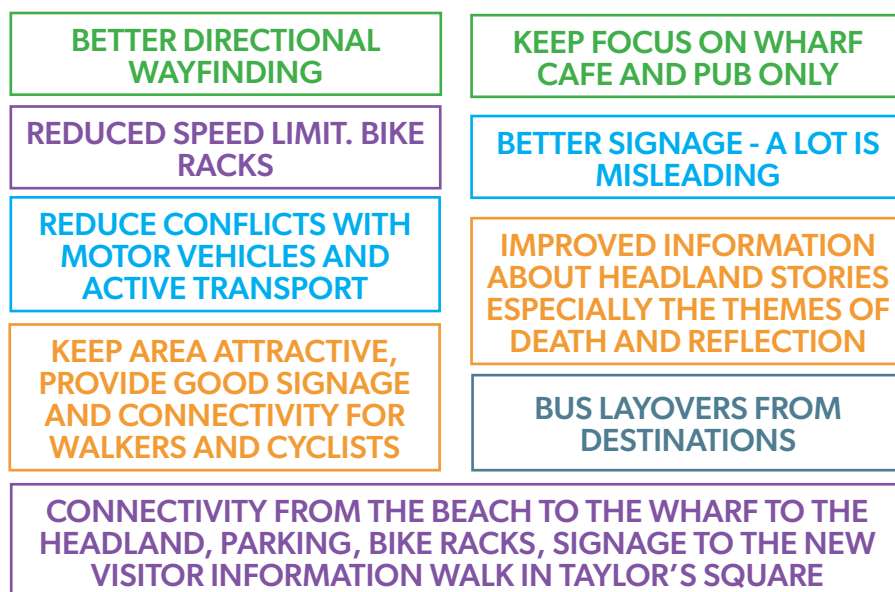 BETTER DIRECTIONAL
WAYFINDING
KEEP FOCUS ON WHARF
CAFE AND PUB ONLY
REDUCED SPEED LIMIT. BIKE
RACKS
BETTER SIGNAGE - A LOT IS
MISLEADING
REDUCE CONFLICTS WITH
MOTOR VEHICLES AND
ACTIVE TRANSPORT
IMPROVED INFORMATION
ABOUT HEADLAND STORIES
ESPECIALLY THE THEMES OF
DEATH AND REFLECTION
KEEP AREA ATTRACTIVE,
PROVIDE GOOD SIGNAGE
AND CONNECTIVITY FOR
WALKERS AND CYCLISTS
BUS LAYOVERS FROM
DESTINATIONS
CONNECTIVITY FROM THE BEACH TO THE WHARF TO THE
HEADLAND, PARKING, BIKE RACKS, SIGNAGE TO THE NEW
VISITOR INFORMATION WALK IN TAYLOR'S SQUARE